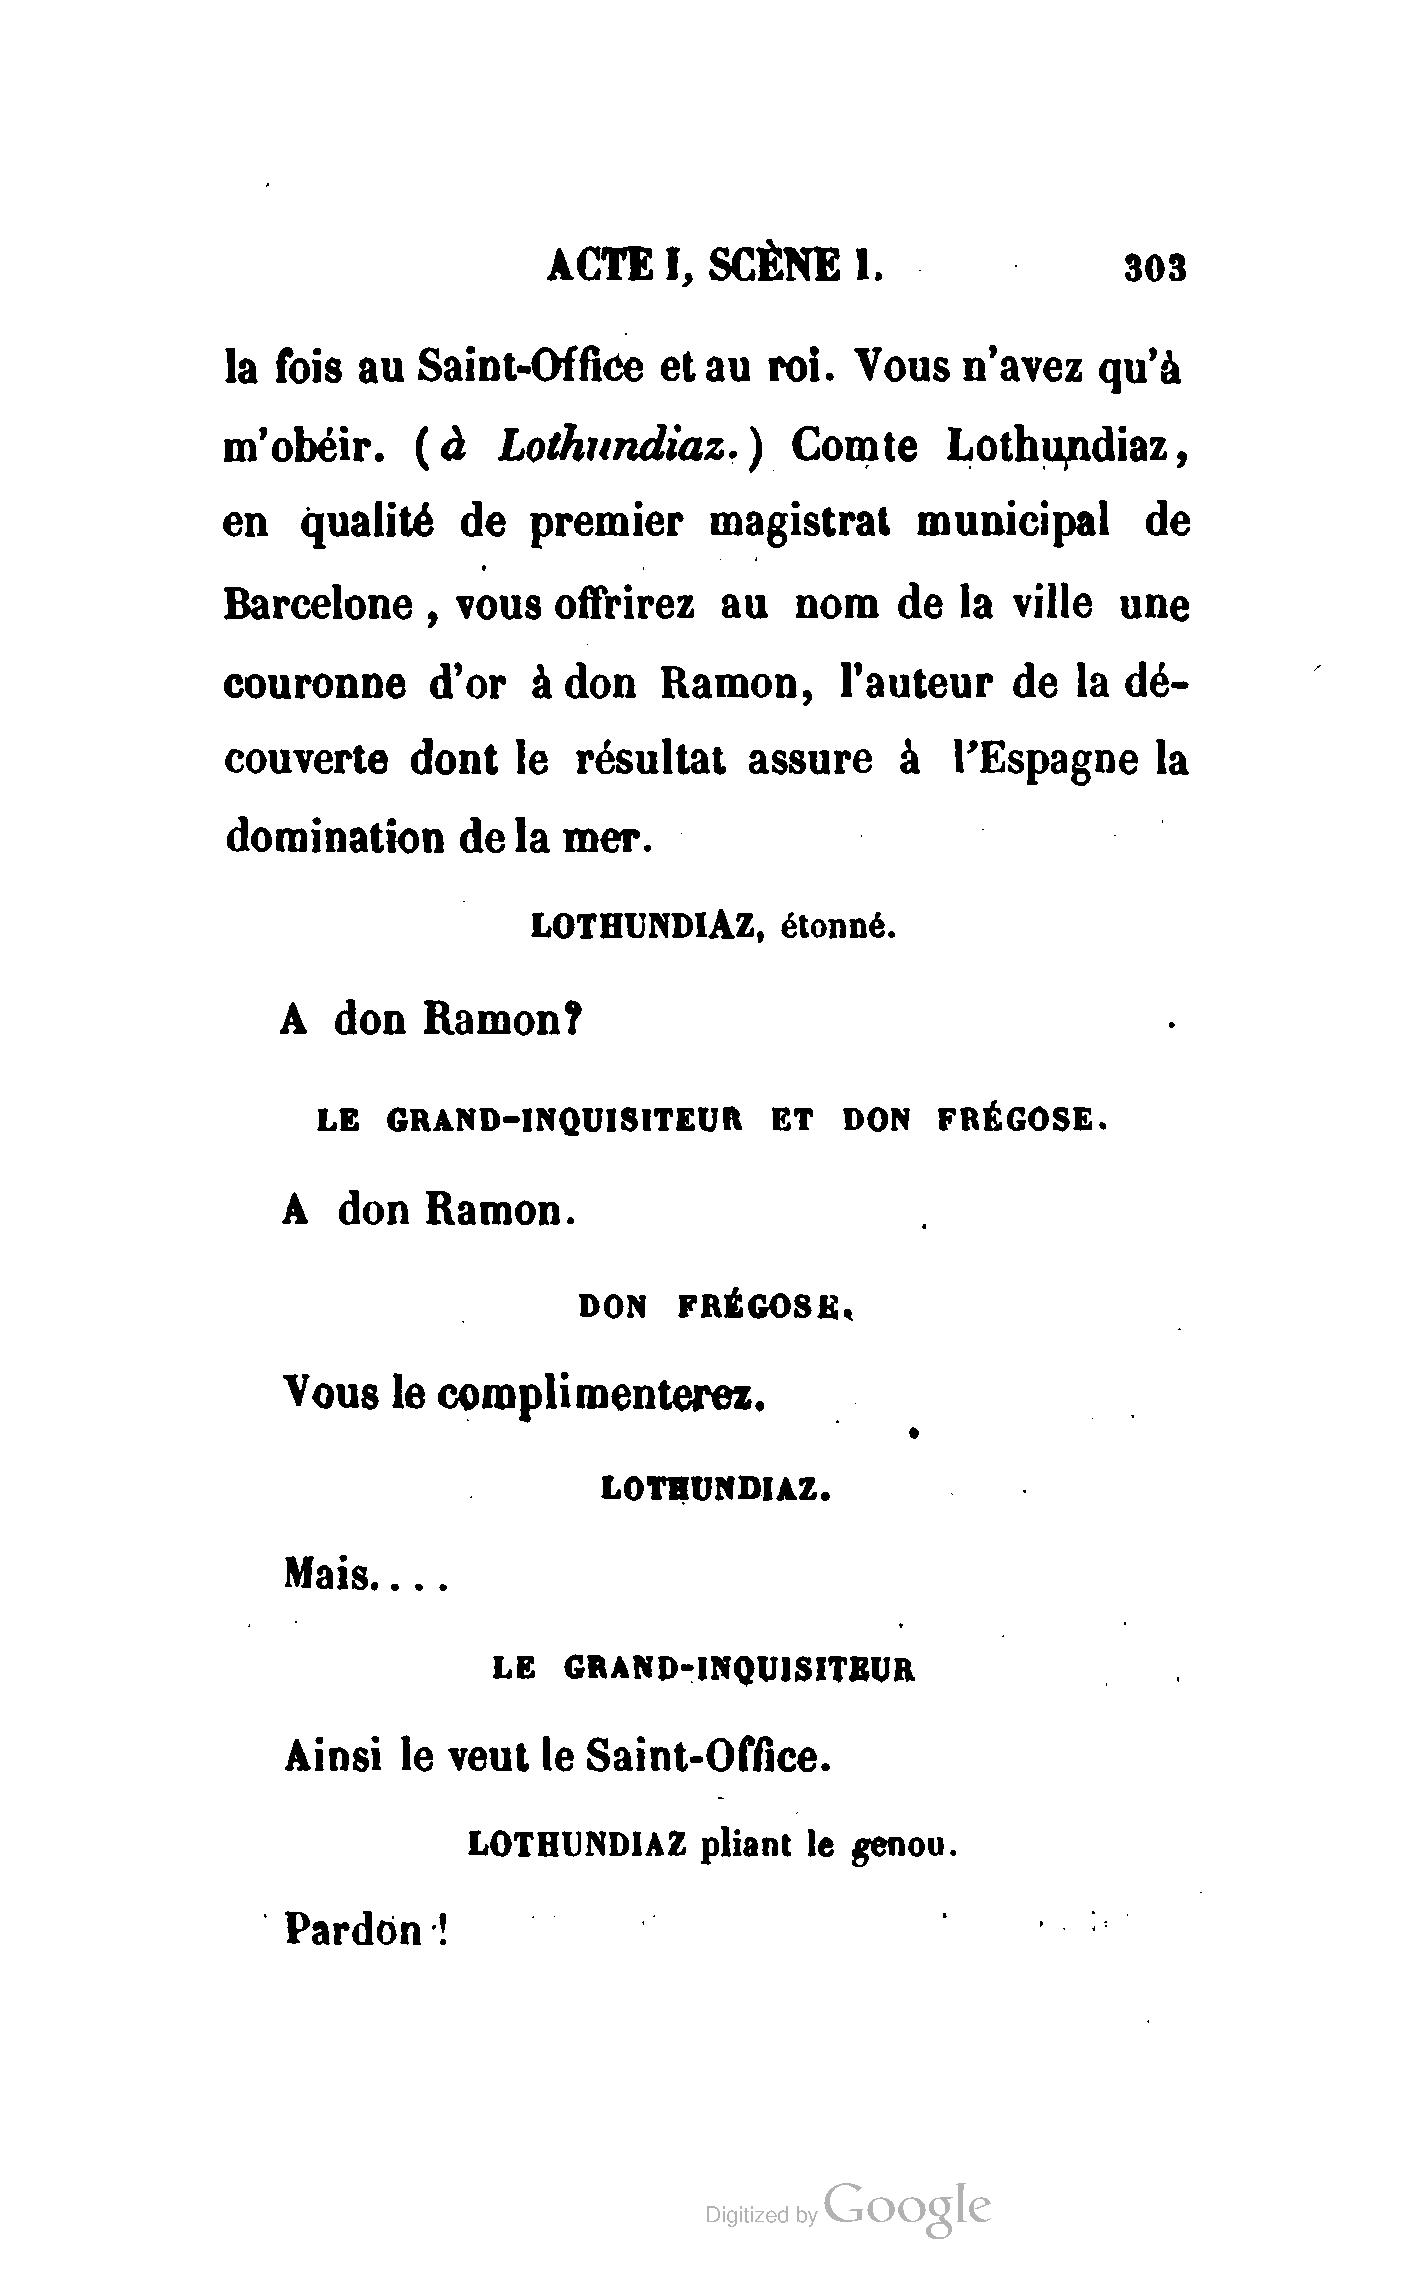 ACTE I, SCÈNE 1. 303
la fois au Saint-Office et au roi. Vous n'avez qu'à
m'obéir. (à Lothundiaz.) Comte Lothundiaz,
en qualité de premier magistrat municipal de
Barcelone, vous offrirez au nom de la ville une
couronne d'or à don Ramon, l'auteur de la dé-
couverte dont le résultat assure à l'Espagne la
domination de la mer.
LOTHUNDIAZ, étonné.
A don Ramon?
LE GRAND-INQUISITEUR ET DON FRÉGOSE.
A don Ramon.
DON FRÉGOSE.
Vous le complimenterez.
LOTHUNDIAZ.
Mais....
LE GRAND-INQUISITEUR
Ainsi le veut le Saint-Office.
LOTHUNDIAZ pliant le genou.
Pardon !
Digitized by Google